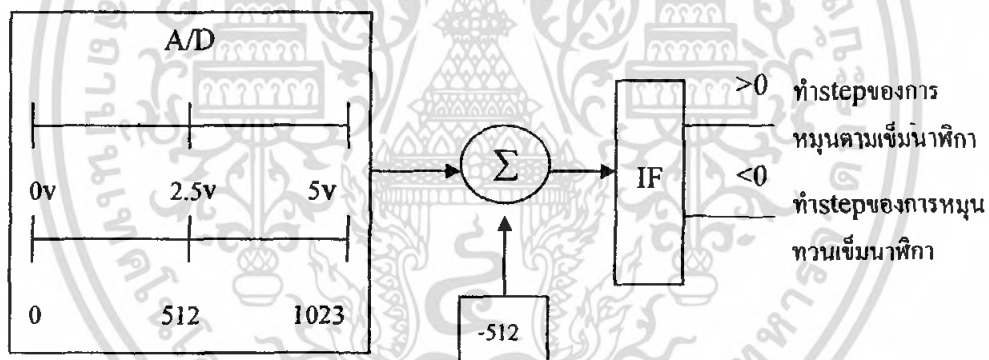 A/D
0v 2.5v 5v
0 512 1023
Σ
-512
IF
>0
ทำstepของการ
หมุนตามเข็มนาฬิกา
<0
ทำstepของการหมุน
ทวนเข็มนาฬิกา